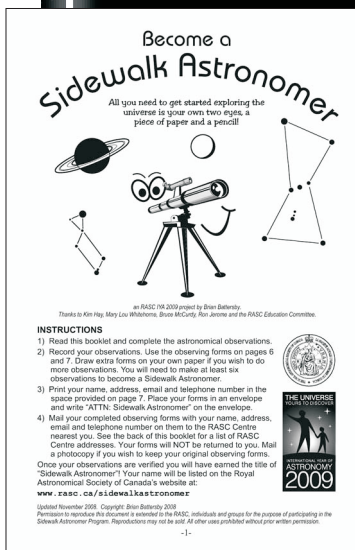 Become a
Sidewalk Astronomer
All you need to get started exploring the
universe is your own two eyes, a
piece of paper and a pencil!
an RASC IYA 2009 project by Brian Battersby.
Thanks to Kim Hay, Mary Lou Whitehorne, Bruce McCurdy, Ron Jerome and the RASC Education Committee.
INSTRUCTIONS
1) Read this booklet and complete the astronomical observations.
2) Record your observations. Use the observing forms on pages 6
and 7. Draw extra forms on your own paper if you wish to do
more observations. You will need to make at least six
observations to become a Sidewalk Astronomer.
3) Print your name, address, email and telephone number in the
space provided on page 7. Place your forms in an envelope
and write "ATTN: Sidewalk Astronomer" on the envelope.
4) Mail your completed observing forms with your name, address,
email and telephone number on them to the RASC Centre
nearest you. See the back of this booklet for a list of RASC
Centre addresses. Your forms will NOT be returned to you. Mail
a photocopy if you wish to keep your original observing forms.
Once your observations are verified you will have earned the title of
"Sidewalk Astronomer"! Your name will be listed on the Royal
Astronomical Society of Canada's website at:
www.rasc.ca/sidewalkastronomer
THE UNIVERSE
YOURS TO DISCOVER
INTERNATIONAL YEAR OF
ASTRONOMY
2009
Updated November 2008. Copyright: Brian Battersby 2008
Permission to reproduce this document is extended to the RASC, individuals and groups for the purpose of participating in the
Sidewalk Astronomer Program. Reproductions may not be sold. All other uses prohibited without prior written permission.
-1-